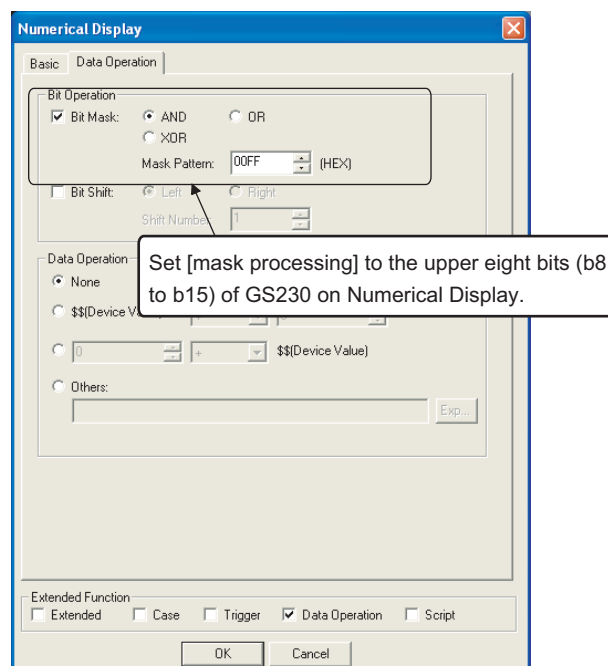 Numerical Display
Basic Data Operation
Bit Operation
Bit Mask: AND OR
XOR
Mask Pattern: 00FF (HEX)
Bit Shift: Left Right
Shift Number 1
Set [mask processing] to the upper eight bits (b8
to b15) of GS230 on Numerical Display.
Data Operation
None
$$(Device
0 + $$(Device Value)
Others:
Exp...
Extended Function
Extended Case Trigger Data Operation Script
OK Cancel